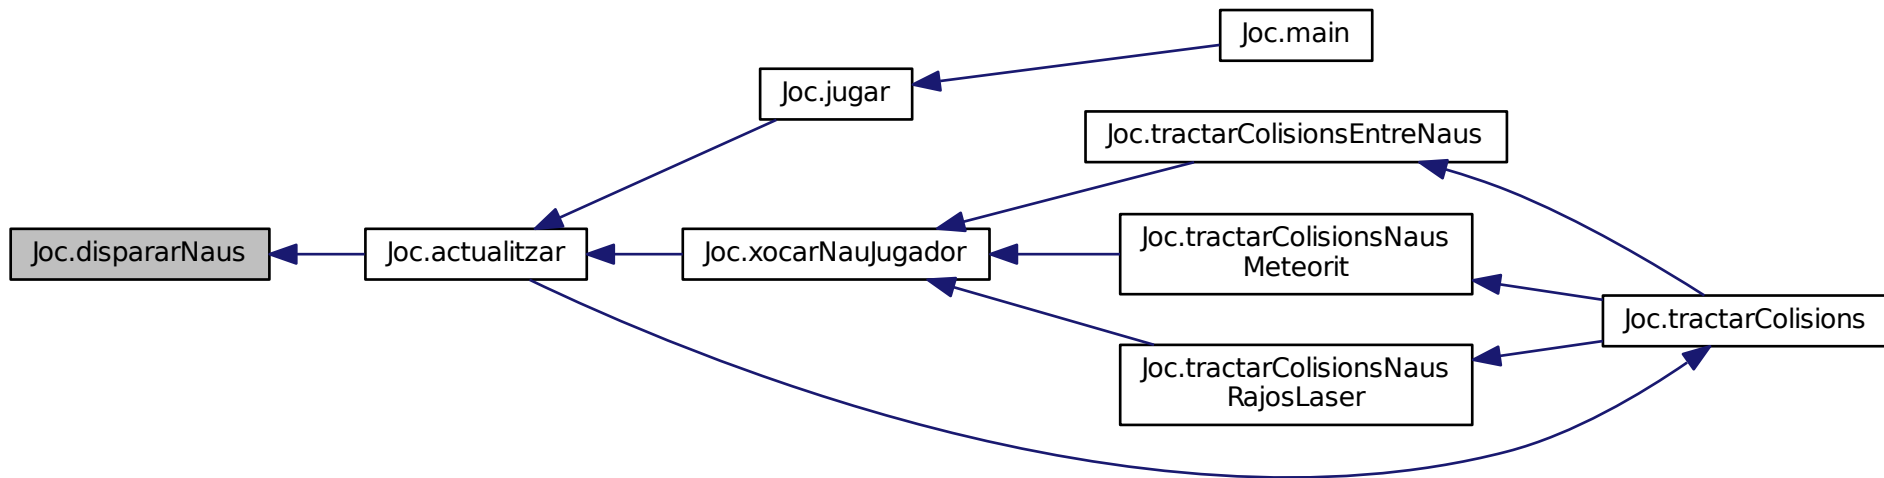 Joc.main
Joc.jugar
Joc.tractarColisionsEntreNaus
Joc.dispararNaus
Joc.actualitzar
Joc.xocarNauJugador
Joc.tractarColisionsNaus
Meteorit
Joc.tractarColisions
Joc.tractarColisionsNaus
RajosLaser